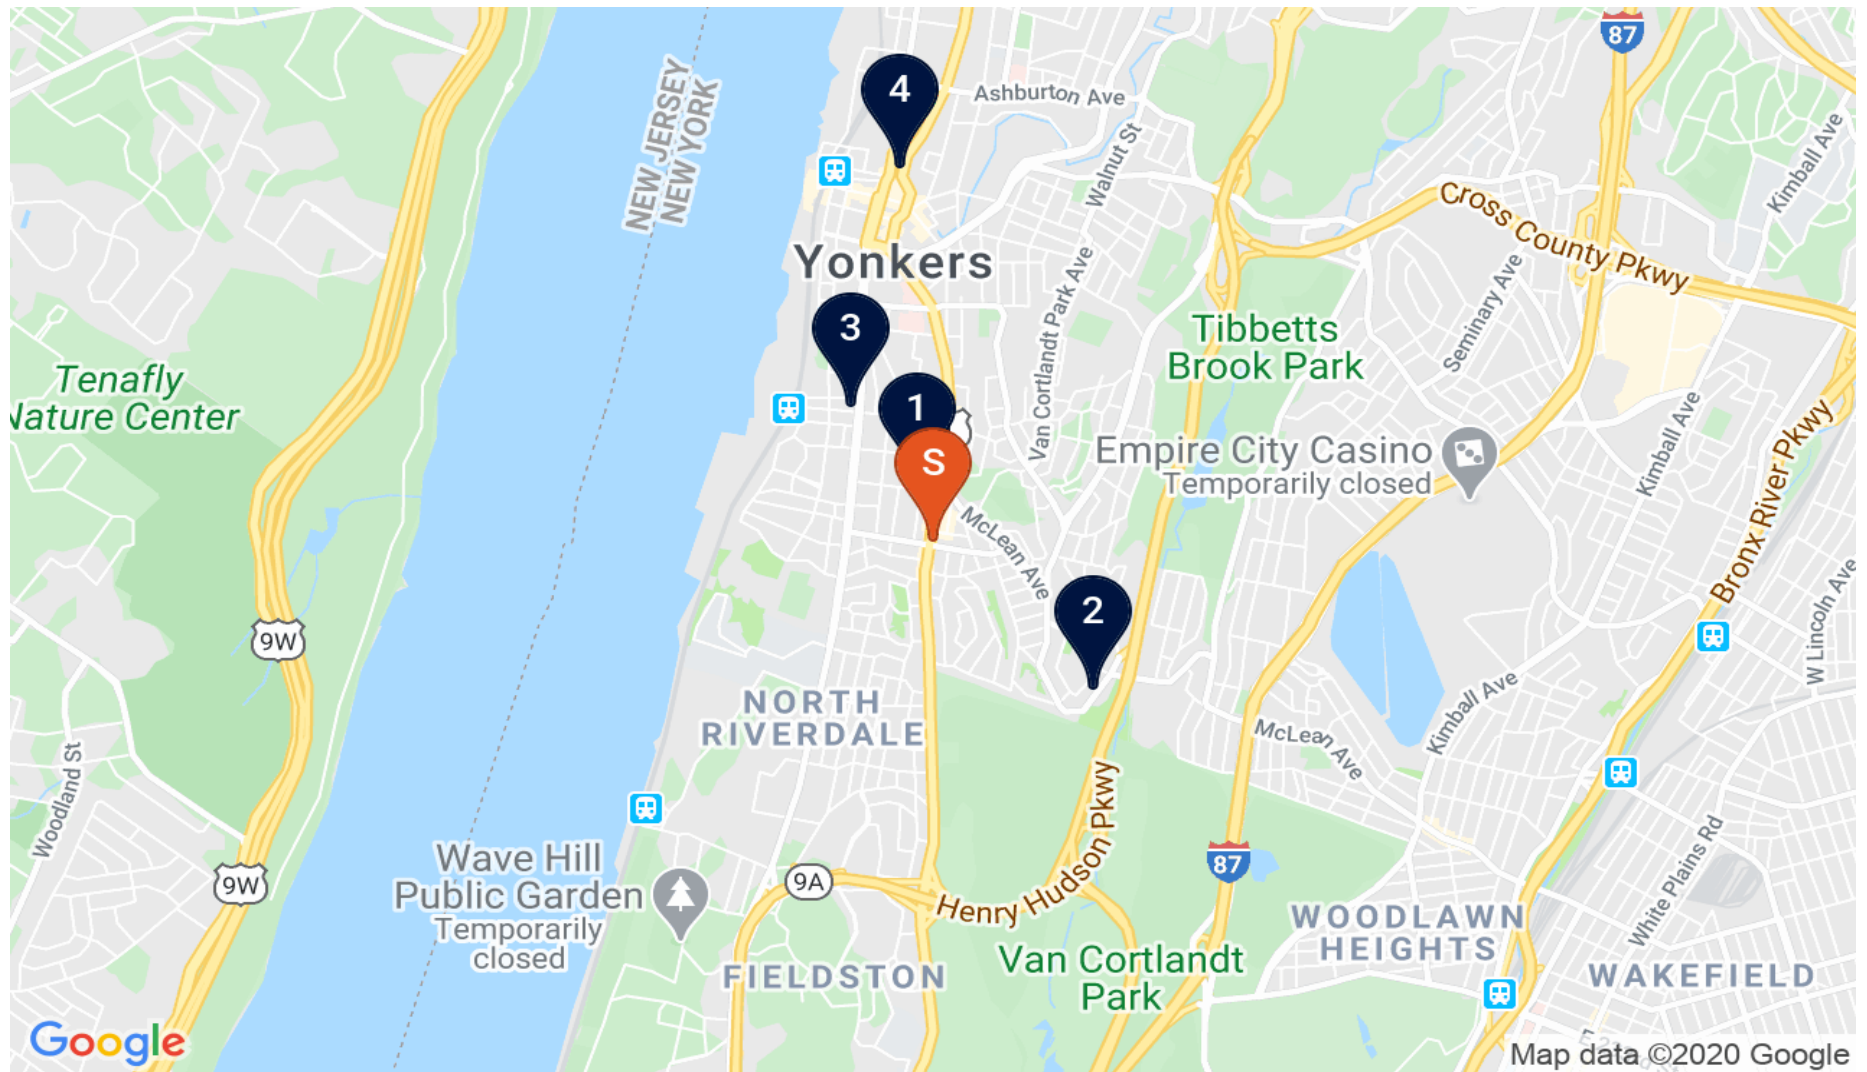 87
4
Ashburton Ave
NEW JERSEY
NEW YORK
Walnut St
Kimball Ave
Cross County Pkwy
Yonkers
Seminary Ave
Van Cortlandt Park Ave
3
Tibbetts
Brook Park
Tenafly
Nature Center
1
S
Empire City Casino
Temporarily closed
Kimball Ave
Bronx River Pkwy
McLean Ave
2
9W
W Lincoln Ave
NORTH
RIVERDALE
Kimball Ave
McLean Ave
Woodland St
Henry Hudson Pkwy
87
White Plains Rd
Wave Hill
Public Garden
Temporarily
closed
9A
9W
WOODLAWN
HEIGHTS
Van Cortlandt
Park
FIELDSTON
WAKEFIELD
Google
Map data ©2020 Google